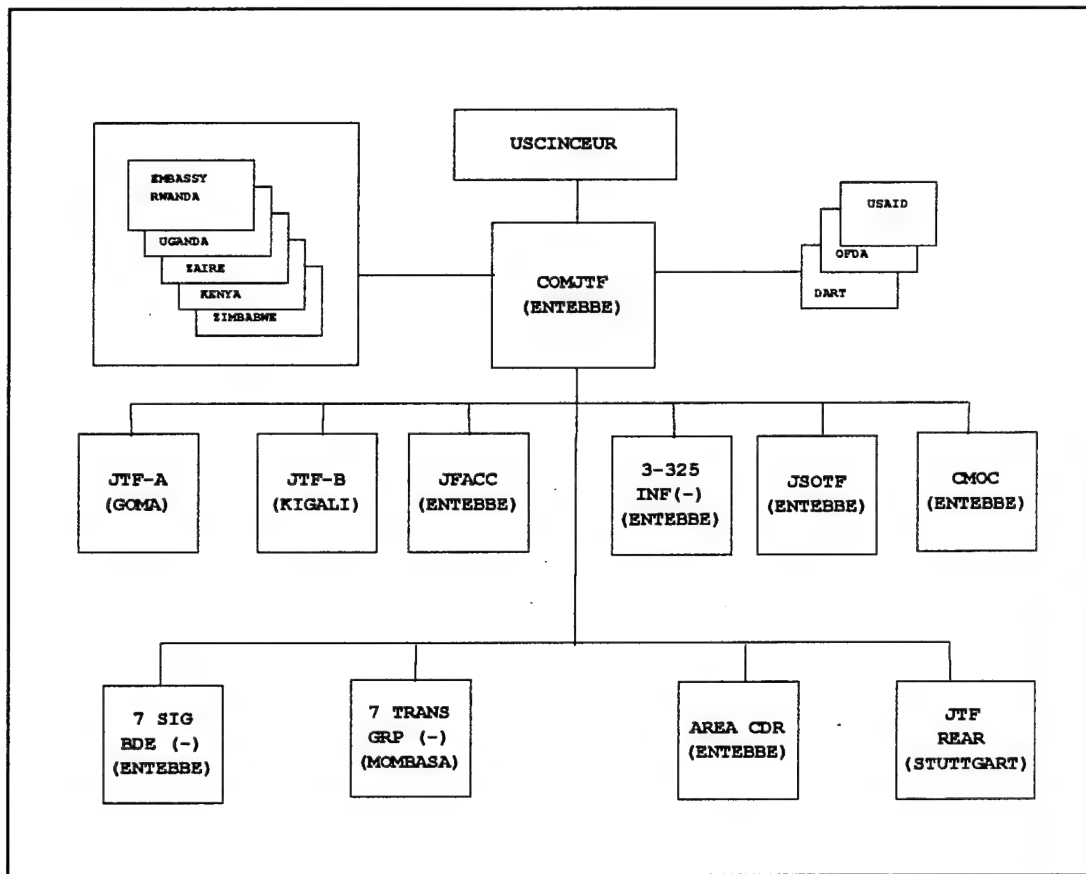 USCINCEUR
EMBASSY
RWANDA
UGANDA
ZAIRE
KENYA
ZIMBABWE
COMJTF
(ENTEBBE)
USAID
OFDA
DART
JTF-A
(GOMA)
JTF-B
(KIGALI)
JFACC
(ENTEBBE)
3-325
INF(-)
(ENTEBBE)
JSOTF
(ENTEBBE)
CMOC
(ENTEBBE)
7 SIG
BDE (-)
(ENTEBBE)
7 TRANS
GRP (-)
(MOMBASA)
AREA CDR
(ENTEBBE)
JTF
REAR
(STUTTGART)